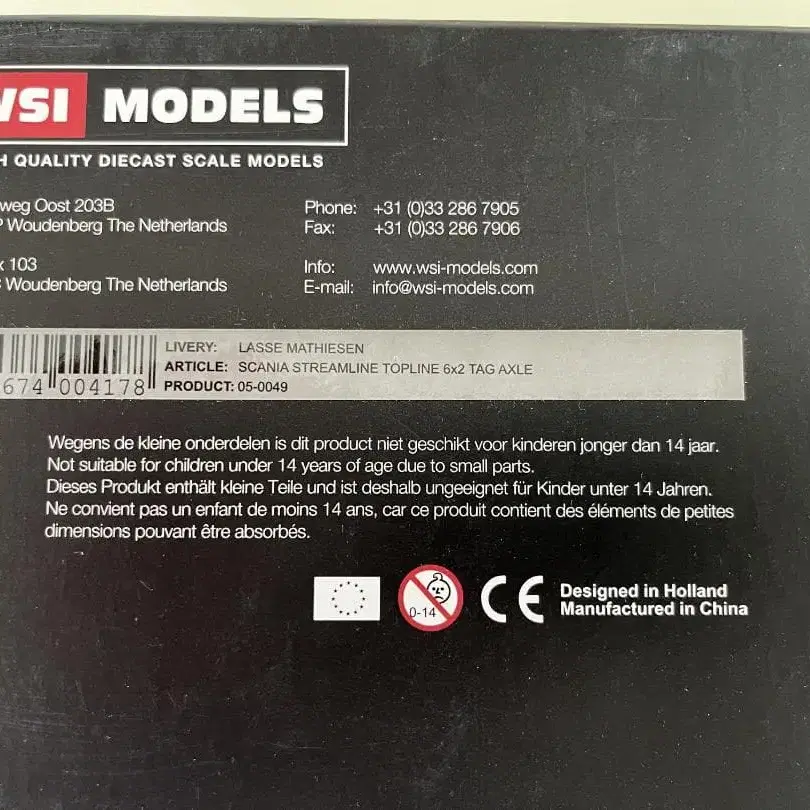 WSI MODELS
QUALITY DIECAST SCALE MODELS
weg Oost 203B
Woudenberg The Netherlands
Phone: +31 (0)33 286 7905
Fax: +31 (0)33 286 7906
103
Woudenberg The Netherlands
Info: www.wsi-models.com
E-mail: info@wsi-models.com
LIVERY: LASSE MATHIESEN
ARTICLE: SCANIA STREAMLINE TOPLINE 6x2 TAG AXLE
674 004178 PRODUCT: 05-0049
Wegens de kleine onderdelen is dit product niet geschikt voor kinderen jonger dan 14 jaar.
Not suitable for children under 14 years of age due to small parts.
Dieses Produkt enthält kleine Teile und ist deshalb ungeeignet für Kinder unter 14 Jahren.
Ne convient pas un enfant de moins 14 ans, car ce produit contient des éléments de petites
dimensions pouvant être absorbés.
0-14
CE
Designed in Holland
Manufactured in China